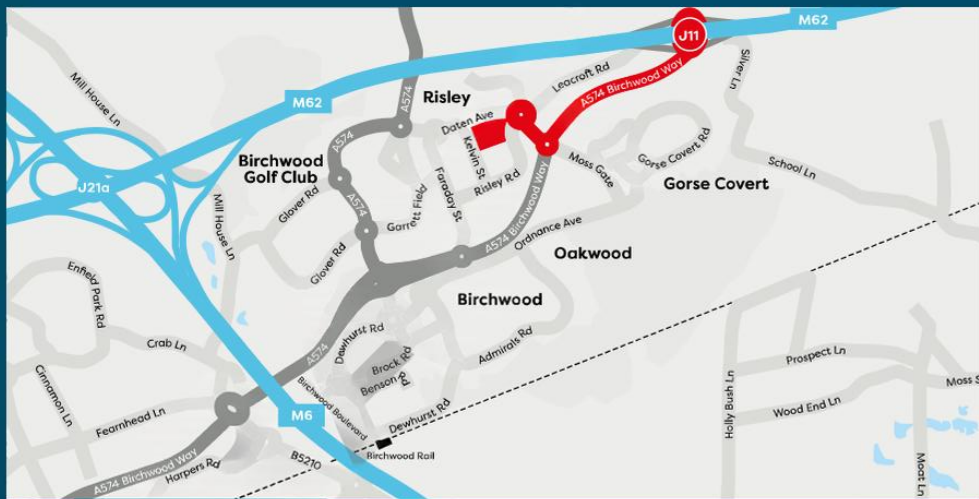 J11
M62
Mill House Ln
A574
Leacroft Rd
A574 Birchwood Way
Silver Ln
M62
Risley
Daten Ave
A574
Kelvin St
Birchwood
Golf Club
Moss Gate
Gorse Covert Rd
School Ln
J21a
Glover Rd
A574
Garrett Field
Faraday St
Risley Rd
Gorse Covert
Mill House Ln
Glover Rd
A574 Birchwood Way
Ordnance Ave
Oakwood
Enfield Park Rd
Birchwood
Dewhurst Rd
Crab Ln
A574
Brock Rd
Admirals Rd
Prospect Ln
Cinnamon Ln
Benson Rd
Holly Bush Ln
Moss S
Fearnhead Ln
M6
Birchwood Boulevard
Dewhurst Rd
Wood End Ln
A574 Birchwood Way
Harpers Rd
B5210
Birchwood Rail
Moat Ln